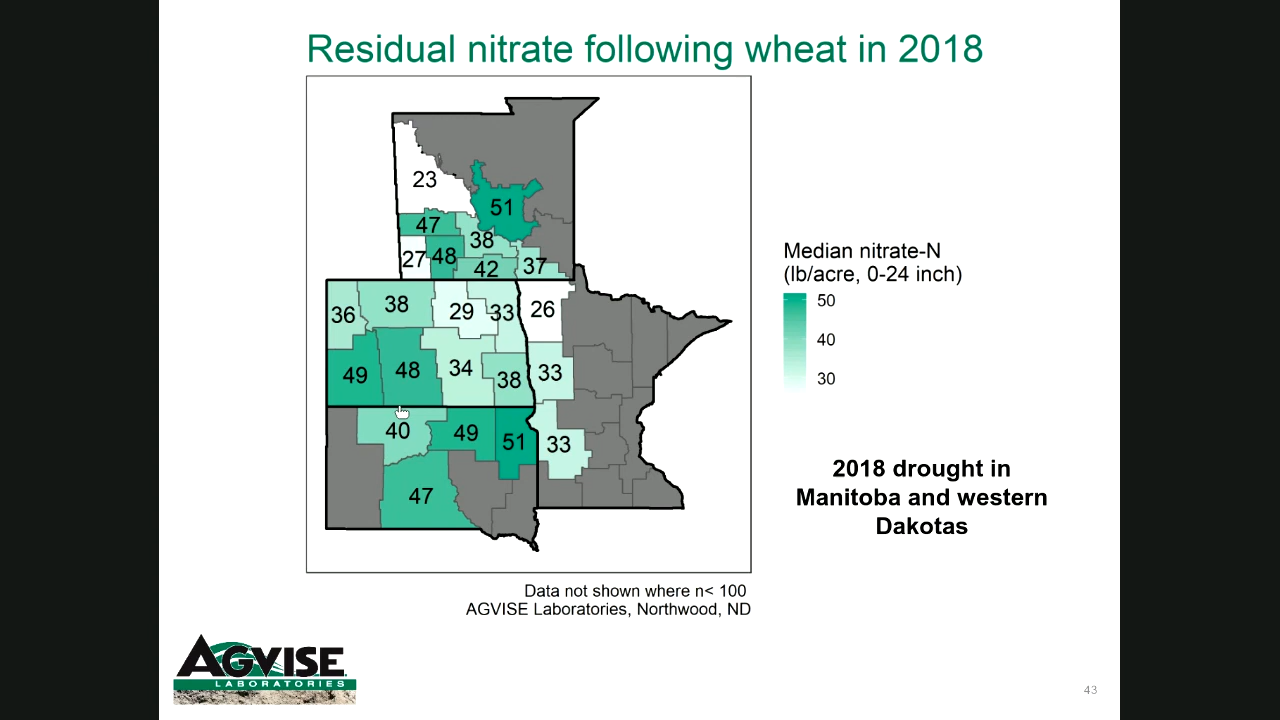 Residual nitrate following wheat in 2018
23
51
47
38
27
48
42
37
36
38
29
33
26
49
48
34
38
33
40
49
51
33
47
Median nitrate-N
(lb/acre, 0-24 inch)
50
40
30
2018 drought in
Manitoba and western
Dakotas
Data not shown where n< 100
AGVISE Laboratories, Northwood, ND
AGVISE
LABORATORIES
43